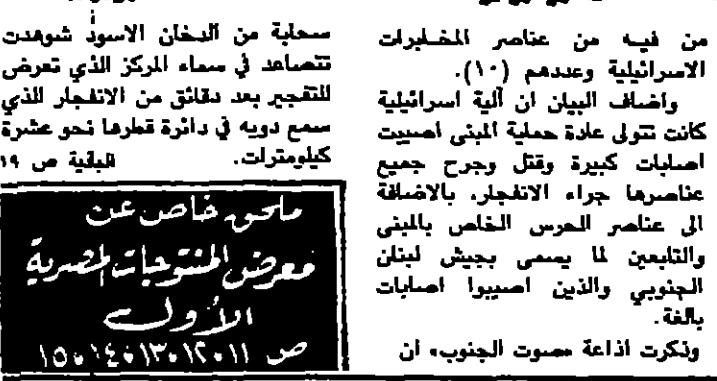 من فيه من عناصر المخابرات
الاسرائيلية وعددهم (١٠).
واضاف البيان ان آلية اسرائيلية
كانت تتولى عادة حماية المبنى اصيبت
اصابات كبيرة وقتل وجرح جميع
عناصرها جراء الانفجار، بالاضافة
الى عناصر الحرس الخاص بالمبنى
والتابعين لما يسمى بجيش لبنان
الجنوبي والذين اصيبوا اصابات
بالغة.
وذكرت اذاعة «صوت الجنوب» ان
سحابة من الدخان الاسود شوهدت
تتصاعد في سماء المركز الذي تعرض
للتفجير بعد دقائق من الانفجار الذي
سمع دويه في دائرة قطرها نحو عشرة
كيلومترات.
البقية ص ١٩
ملحق خاص عن
معرض المنتوجات المصرية
الأول
ص ١١، ١٢، ١٣، ١٤، ١٥